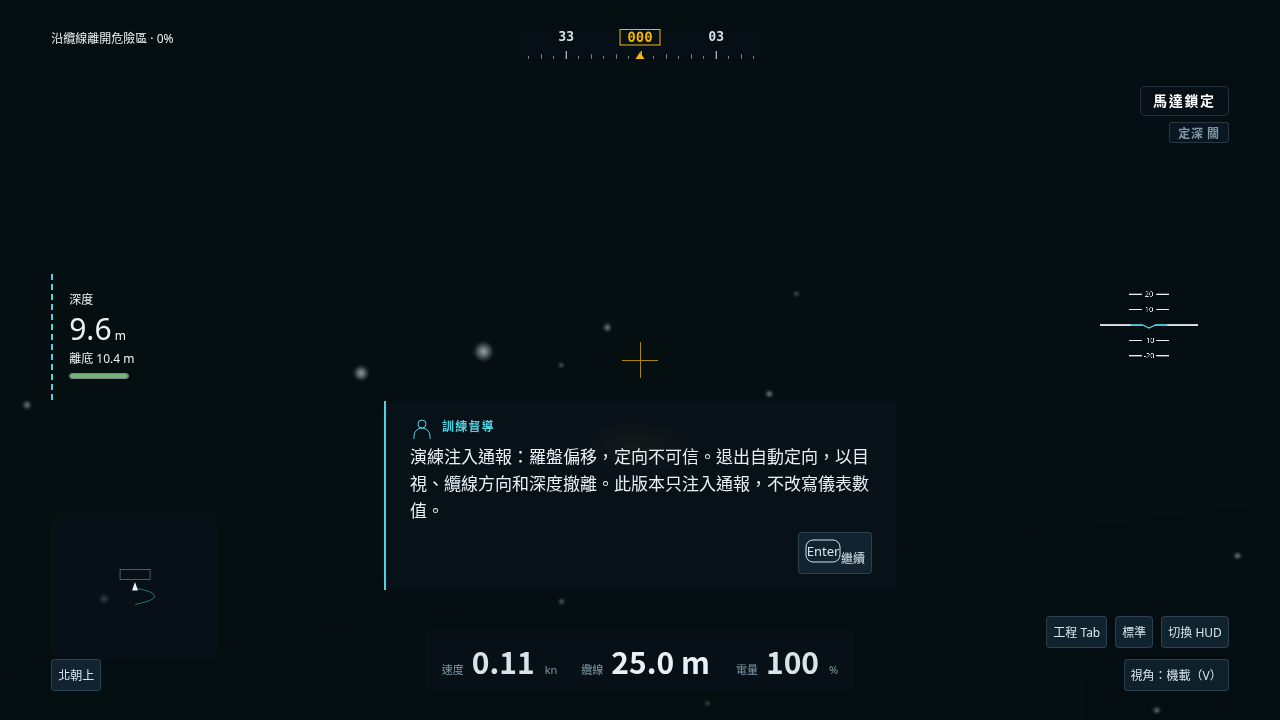 沿纜線離開危險區 · 0%
33 000 03
馬達鎖定
定深 關
深度
9.6 m
離底 10.4 m
20
10
10
-20
訓練督導
演練注入通報：羅盤偏移，定向不可信。退出自動定向，以目
視、纜線方向和深度撤離。此版本只注入通報，不改寫儀表數
值。
Enter 繼續
工程 Tab 標準 切換 HUD
北朝上
速度 0.11 kn 纜線 25.0 m 電量 100 %
視角：機載（V）